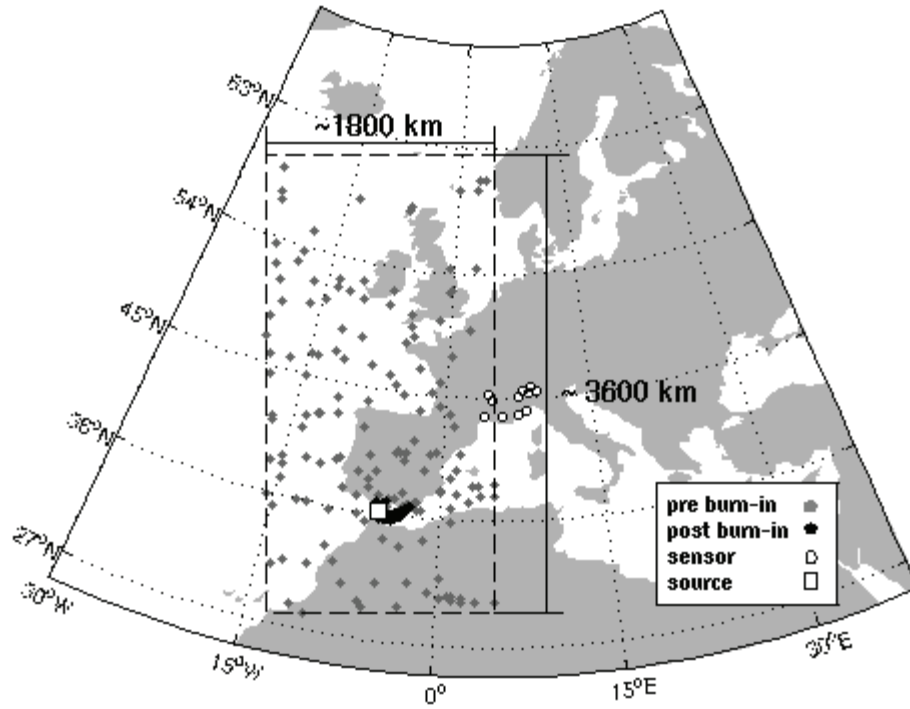 63°N
~1800 km
54°N
45°N
~ 3600 km
36°N
pre burn-in
post burn-in
sensor
source
27°N
30°W
15°W
0°
15°E
30°E